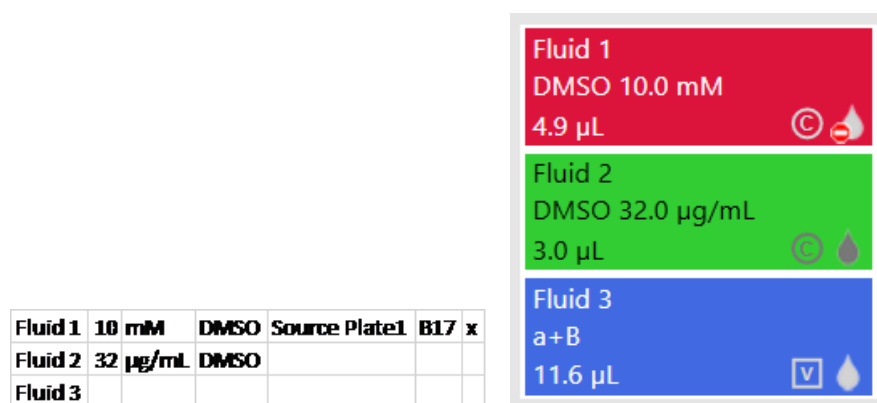 Fluid 1 10 mM DMSO Source Plate1 B17 x
Fluid 2 32 µg/mL DMSO
Fluid 3
Fluid 1
DMSO 10.0 mM
4.9 µL C
Fluid 2
DMSO 32.0 µg/mL
3.0 µL C
Fluid 3
a+B
11.6 µL V